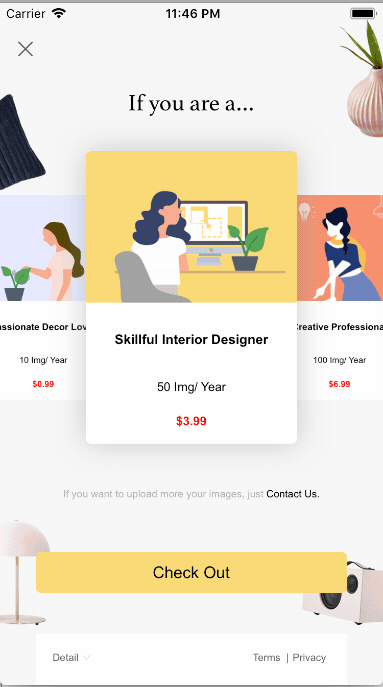 Carrier 11:46 PM
If you are a...
assionate Decor Lov
10 Img/ Year
$0.99
Skillful Interior Designer
50 Img/ Year
$3.99
Creative Professiona
100 Img/ Year
$6.99
If you want to upload more your images, just Contact Us.
Check Out
Detail
Terms | Privacy